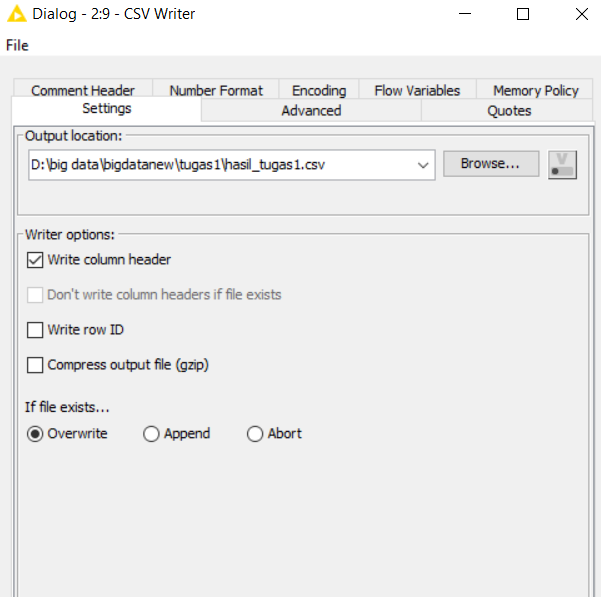 Dialog - 2:9 - CSV Writer
File
Comment Header Number Format Encoding Flow Variables Memory Policy
Settings Advanced Quotes
Output location:
D:\big data\bigdatanew\tugas1\hasil_tugas1.csv Browse...
V
Writer options:
Write column header
Don't write column headers if file exists
Write row ID
Compress output file (gzip)
If file exists...
Overwrite Append Abort